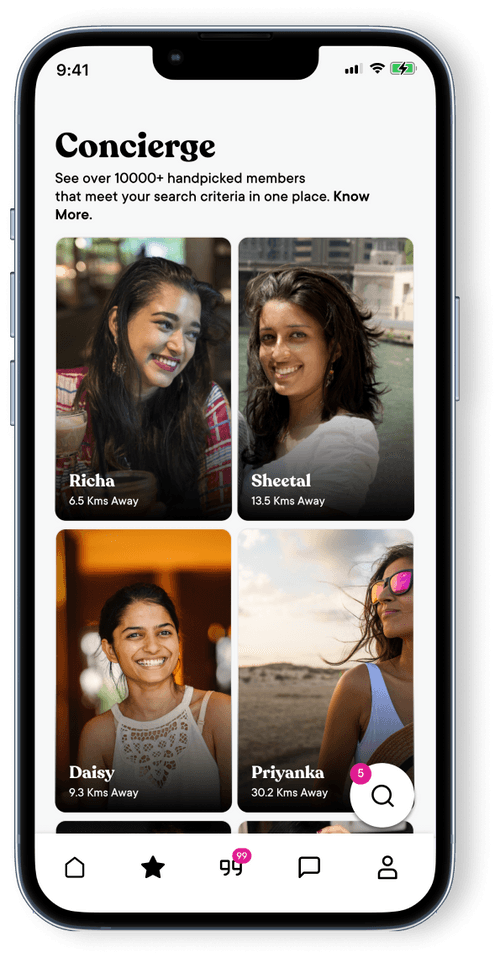 9:41
Concierge
See over 10000+ handpicked members
that meet your search criteria in one place. Know
More.
Richa
6.5 Kms Away
Sheetal
13.5 Kms Away
Daisy
9.3 Kms Away
Priyanka
30.2 Kms Away
5
99